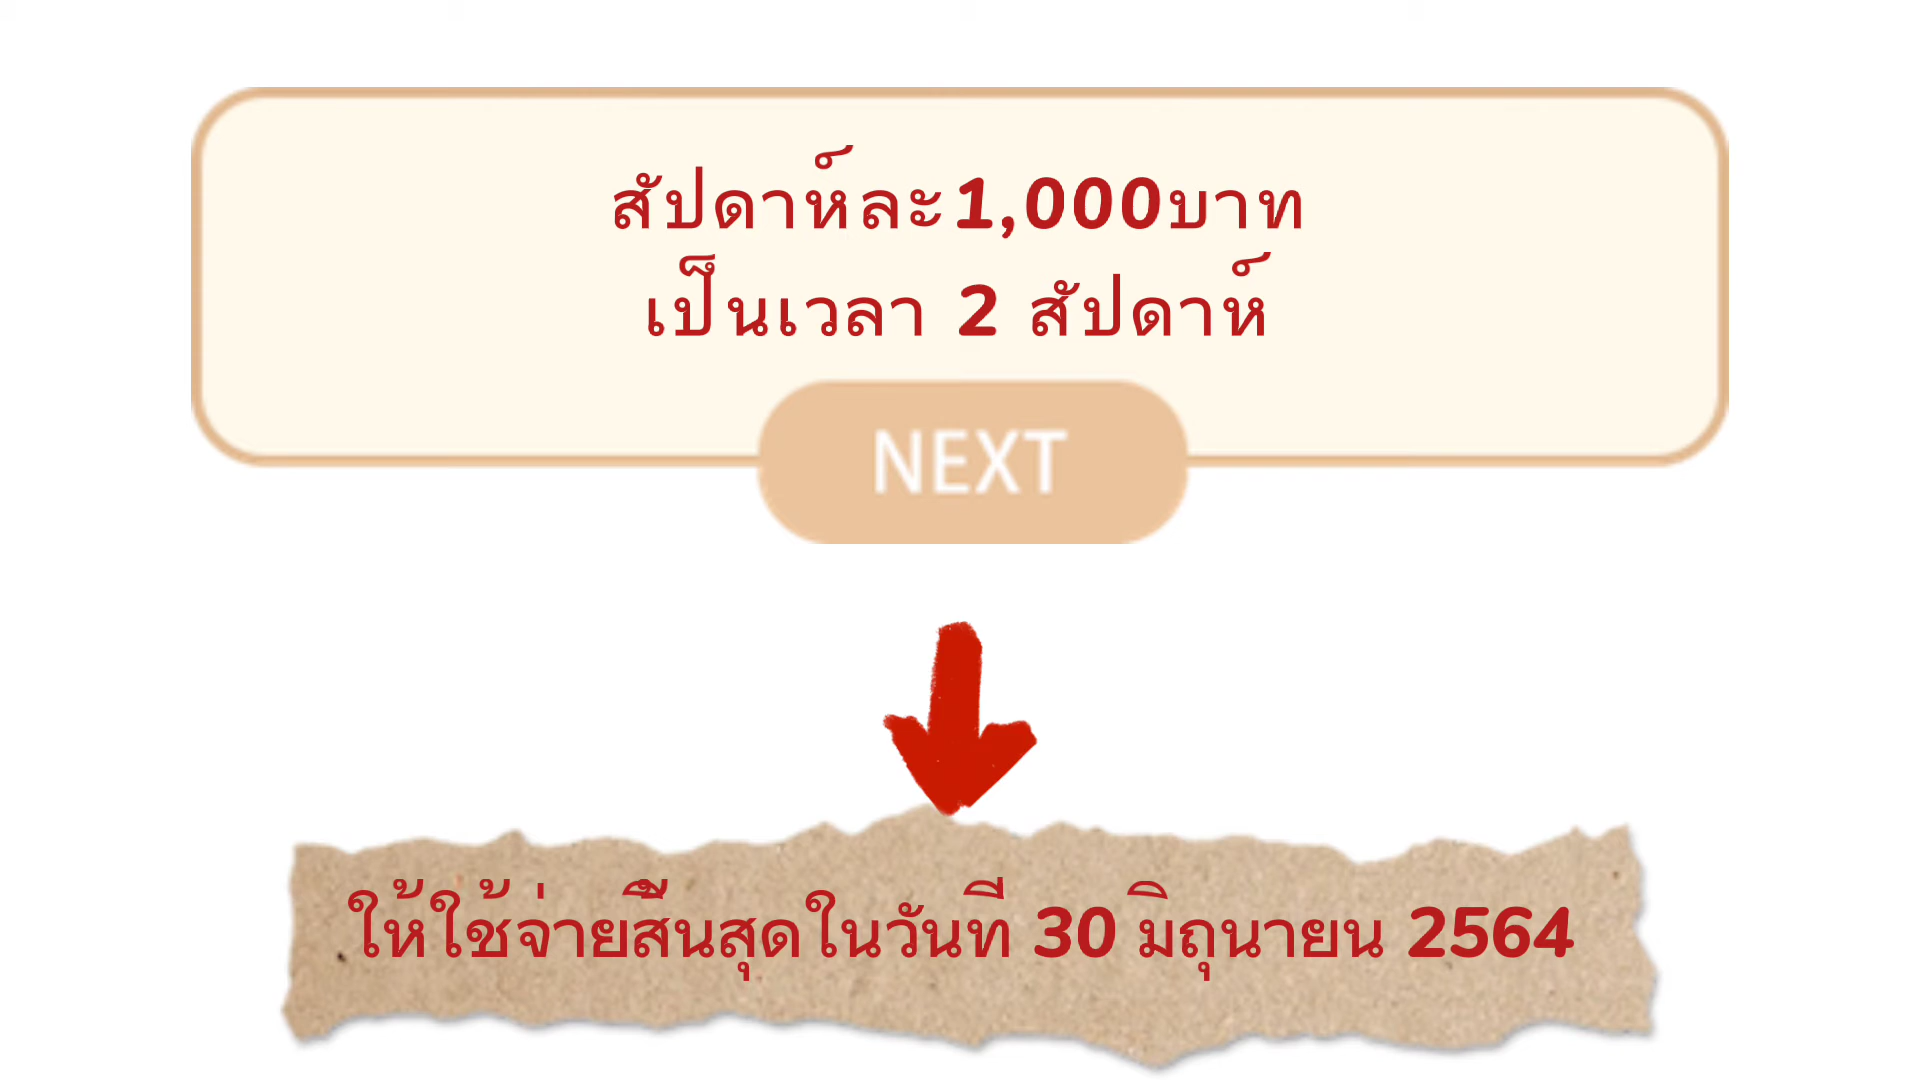 สัปดาห์ละ1,000บาท
เป็นเวลา 2 สัปดาห์
NEXT
ให้ใช้จ่ายสิ้นสุดในวันที่ 30 มิถุนายน 2564